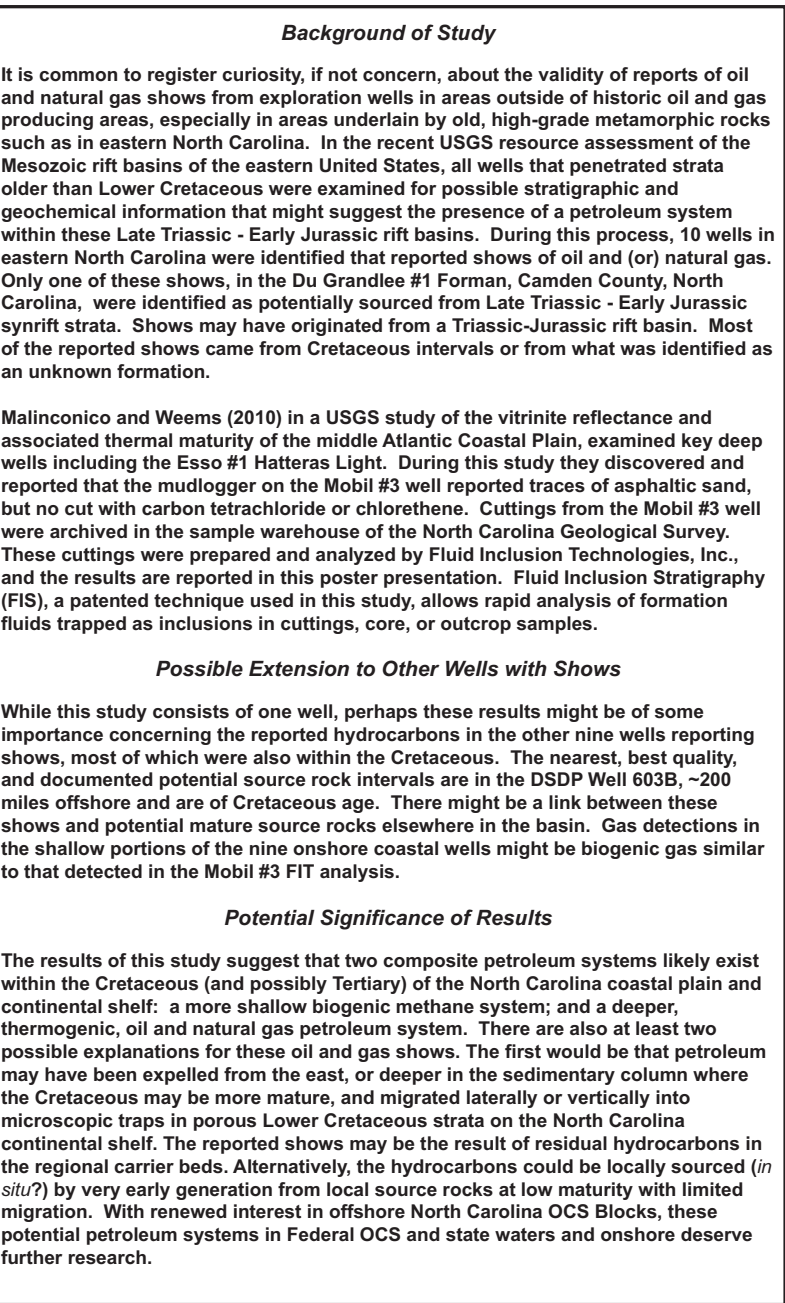 Background of Study
It is common to register curiosity, if not concern, about the validity of reports of oil
and natural gas shows from exploration wells in areas outside of historic oil and gas
producing areas, especially in areas underlain by old, high-grade metamorphic rocks
such as in eastern North Carolina. In the recent USGS resource assessment of the
Mesozoic rift basins of the eastern United States, all wells that penetrated strata
older than Lower Cretaceous were examined for possible stratigraphic and
geochemical information that might suggest the presence of a petroleum system
within these Late Triassic - Early Jurassic rift basins. During this process, 10 wells in
eastern North Carolina were identified that reported shows of oil and (or) natural gas.
Only one of these shows, in the Du Grandlee #1 Forman, Camden County, North
Carolina, were identified as potentially sourced from Late Triassic - Early Jurassic
synrift strata. Shows may have originated from a Triassic-Jurassic rift basin. Most
of the reported shows came from Cretaceous intervals or from what was identified as
an unknown formation.
Malinconico and Weems (2010) in a USGS study of the vitrinite reflectance and
associated thermal maturity of the middle Atlantic Coastal Plain, examined key deep
wells including the Esso #1 Hatteras Light. During this study they discovered and
reported that the mudlogger on the Mobil #3 well reported traces of asphaltic sand,
but no cut with carbon tetrachloride or chlorethene. Cuttings from the Mobil #3 well
were archived in the sample warehouse of the North Carolina Geological Survey.
These cuttings were prepared and analyzed by Fluid Inclusion Technologies, Inc.,
and the results are reported in this poster presentation. Fluid Inclusion Stratigraphy
(FIS), a patented technique used in this study, allows rapid analysis of formation
fluids trapped as inclusions in cuttings, core, or outcrop samples.
Possible Extension to Other Wells with Shows
While this study consists of one well, perhaps these results might be of some
importance concerning the reported hydrocarbons in the other nine wells reporting
shows, most of which were also within the Cretaceous. The nearest, best quality,
and documented potential source rock intervals are in the DSDP Well 603B, ~200
miles offshore and are of Cretaceous age. There might be a link between these
shows and potential mature source rocks elsewhere in the basin. Gas detections in
the shallow portions of the nine onshore coastal wells might be biogenic gas similar
to that detected in the Mobil #3 FIT analysis.
Potential Significance of Results
The results of this study suggest that two composite petroleum systems likely exist
within the Cretaceous (and possibly Tertiary) of the North Carolina coastal plain and
continental shelf: a more shallow biogenic methane system; and a deeper,
thermogenic, oil and natural gas petroleum system. There are also at least two
possible explanations for these oil and gas shows. The first would be that petroleum
may have been expelled from the east, or deeper in the sedimentary column where
the Cretaceous may be more mature, and migrated laterally or vertically into
microscopic traps in porous Lower Cretaceous strata on the North Carolina
continental shelf. The reported shows may be the result of residual hydrocarbons in
the regional carrier beds. Alternatively, the hydrocarbons could be locally sourced (in
situ?) by very early generation from local source rocks at low maturity with limited
migration. With renewed interest in offshore North Carolina OCS Blocks, these
potential petroleum systems in Federal OCS and state waters and onshore deserve
further research.